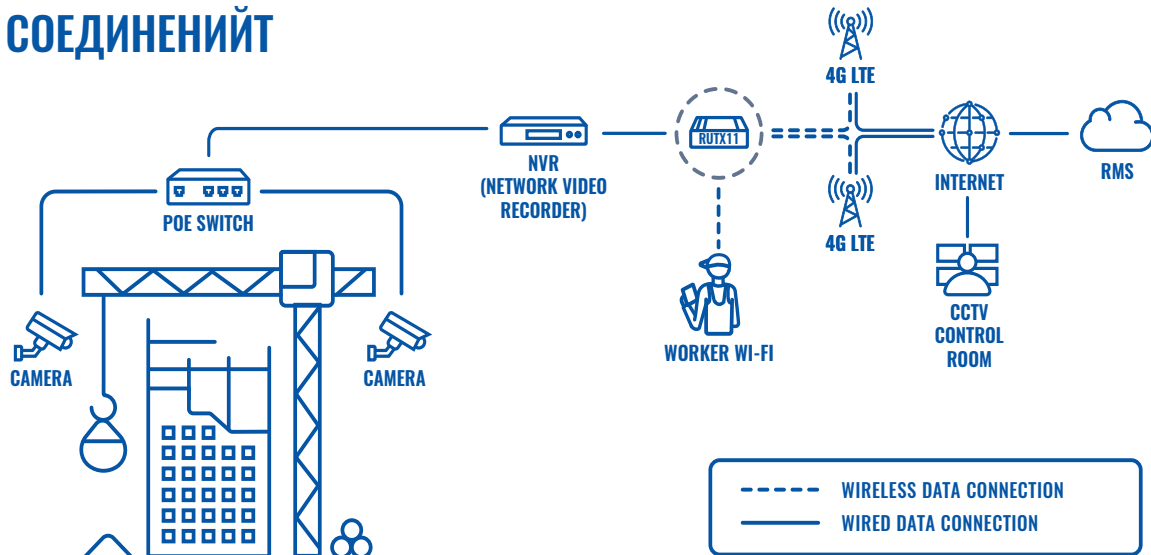 СОЕДИНЕНИЙТ
4G LTE
RUTX11
NVR
(NETWORK VIDEO
RECORDER)
INTERNET
RMS
POE SWITCH
4G LTE
CAMERA
CAMERA
WORKER WI-FI
CCTV
CONTROL
ROOM
WIRELESS DATA CONNECTION
WIRED DATA CONNECTION